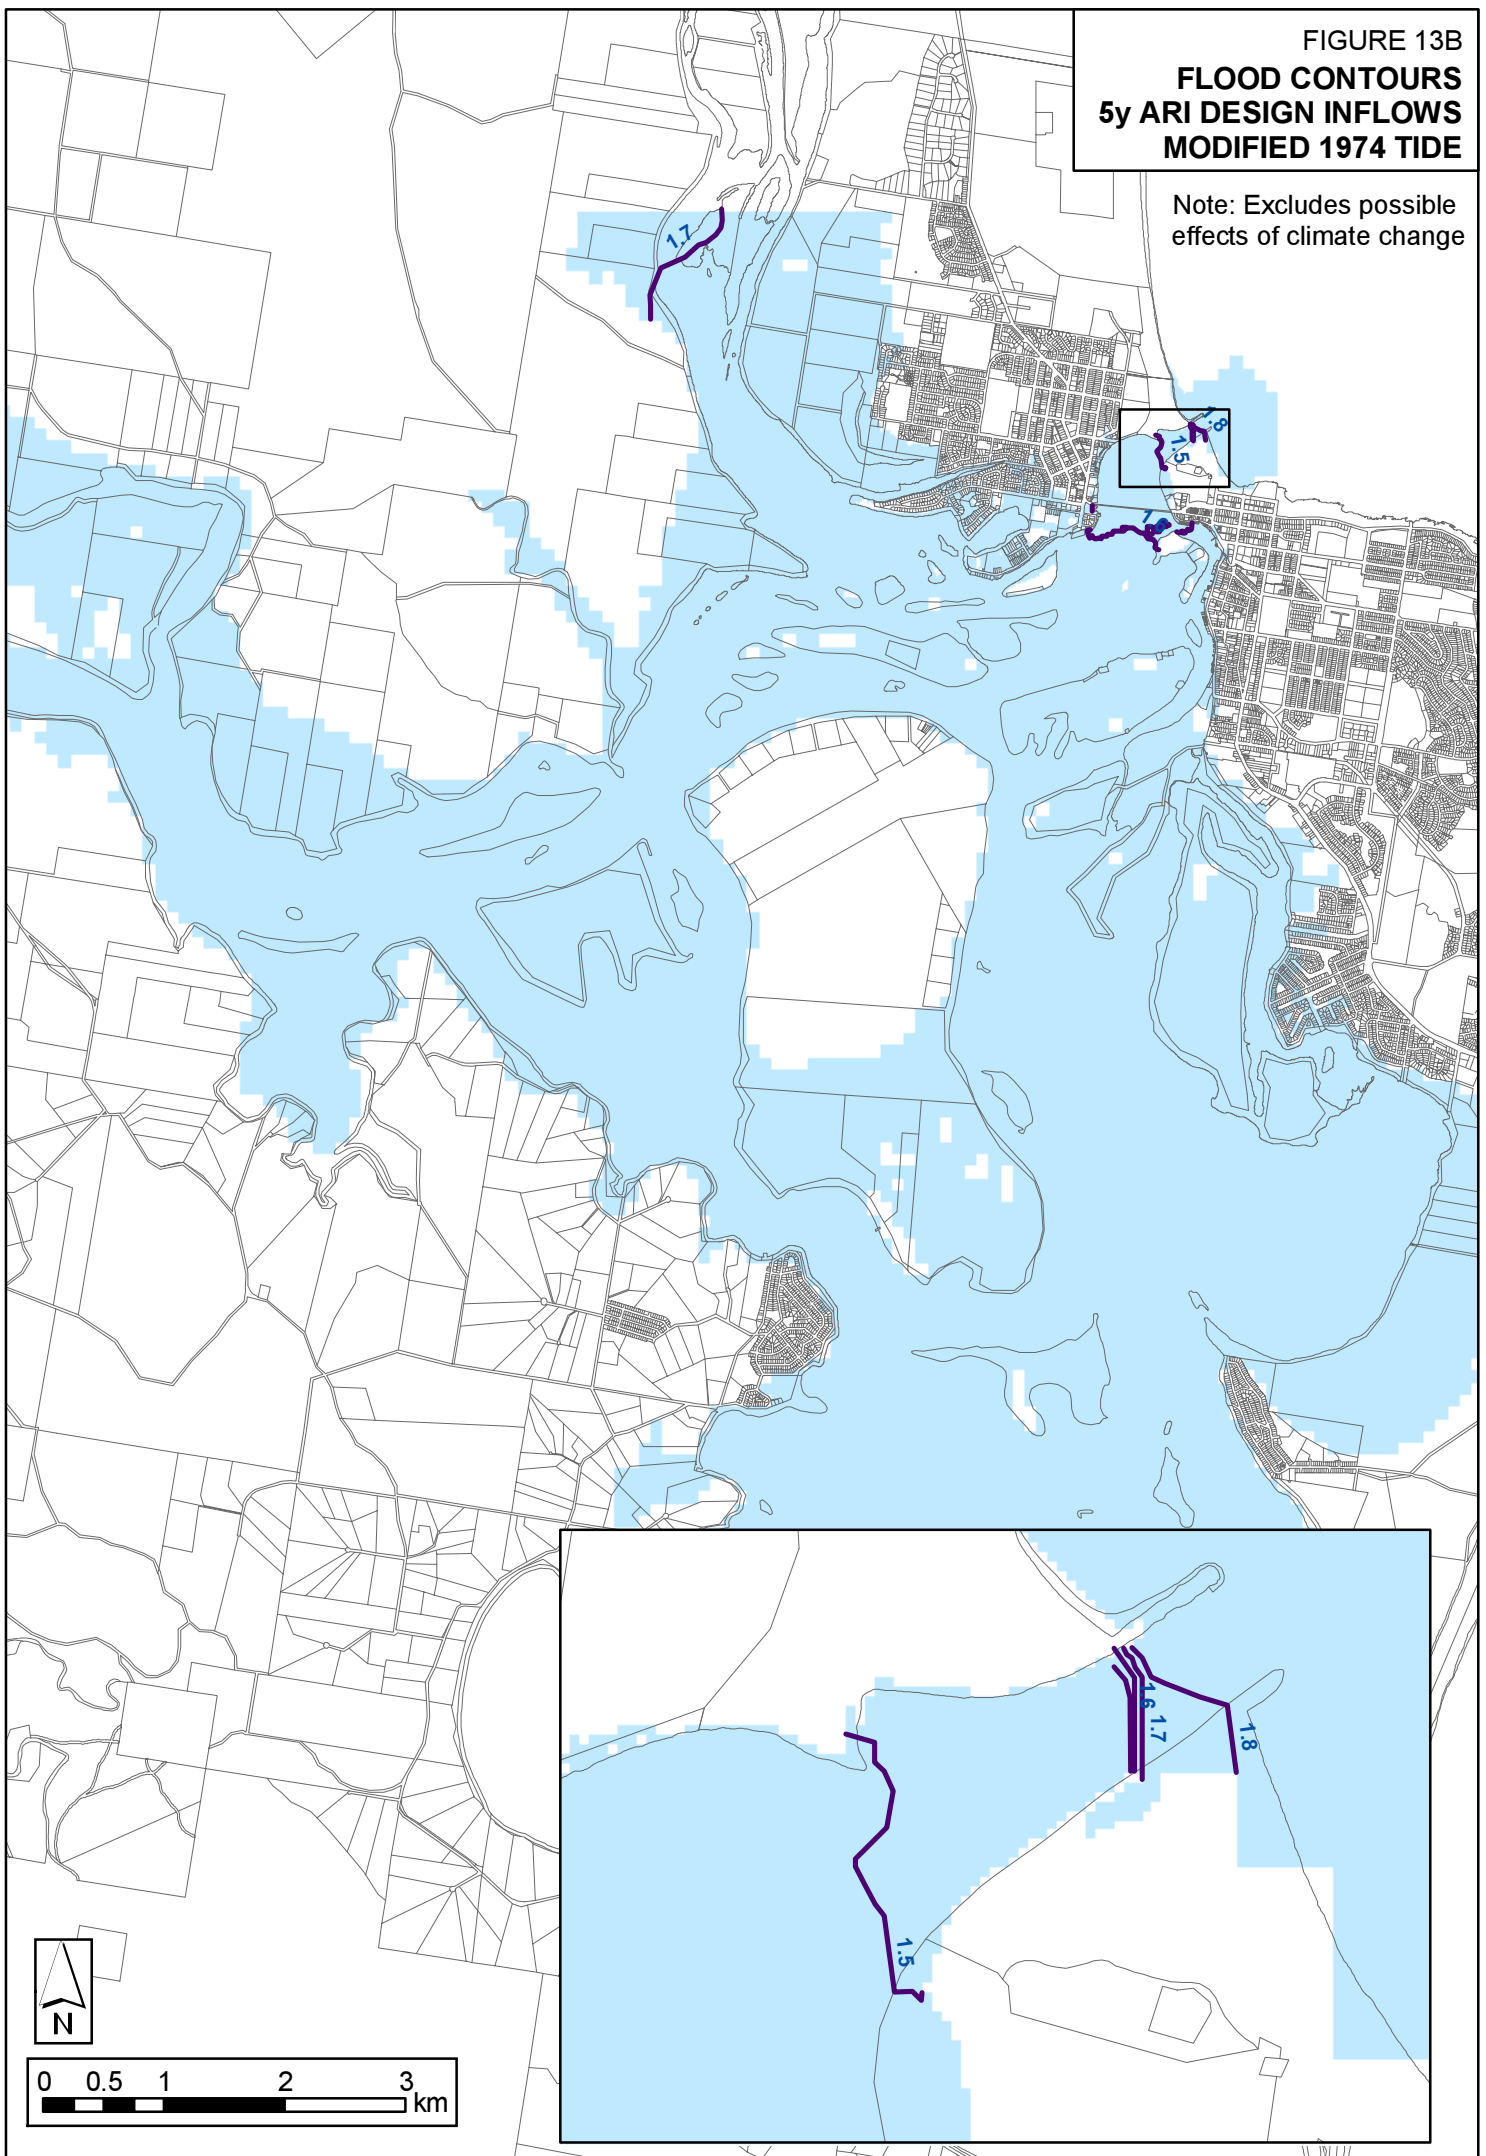 FIGURE 13B
FLOOD CONTOURS
5y ARI DESIGN INFLOWS
MODIFIED 1974 TIDE
Note: Excludes possible
effects of climate change
1.7
1.8
1.5
1.6
1.6
1.7
1.8
1.5
N
0 0.5 1 2 3
km